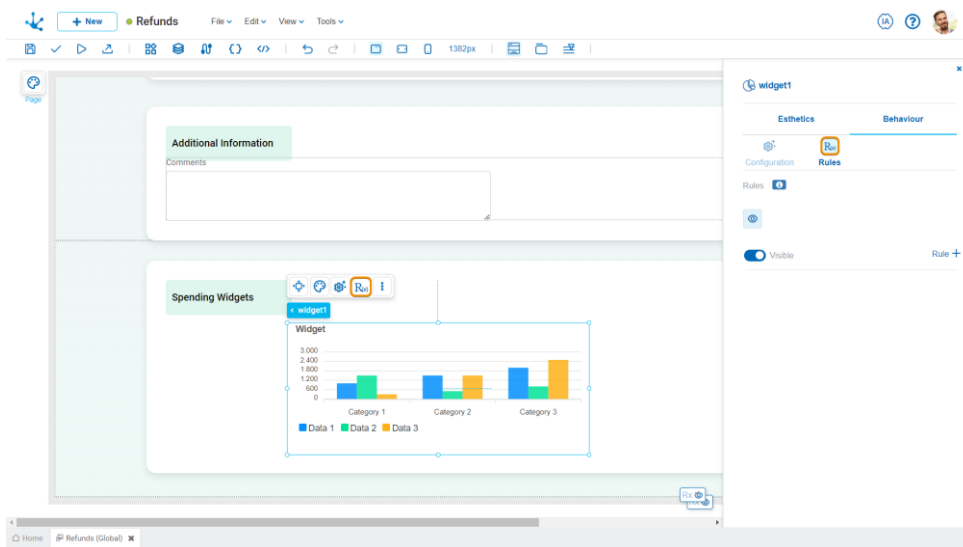 + New
Refunds
File
Edit
View
Tools
IA
?
1382px
Page
widget1
Esthetics
Behaviour
Configuration
R(x)
Rules
Rules
Visible
Rule +
Additional Information
Comments
Spending Widgets
R(x)
< widget1
Widget
3.000
2.400
1.800
1.200
600
0
Category 1
Category 2
Category 3
Data 1
Data 2
Data 3
Rx
Home
Refunds (Global)